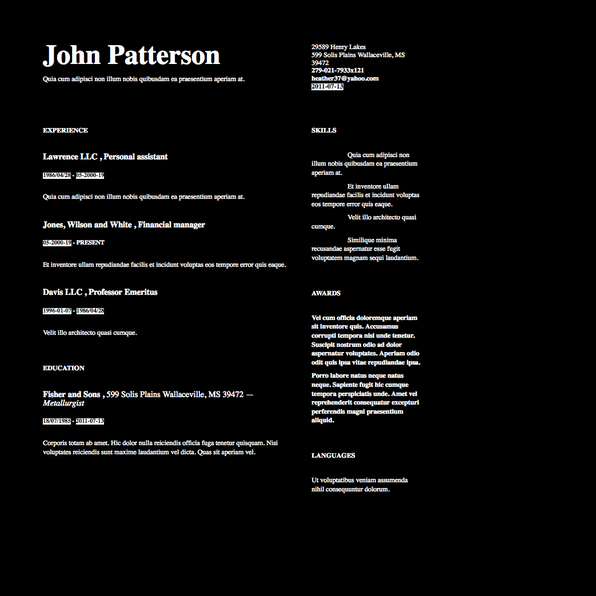 John Patterson
Quia cum adipisci non illum nobis quibusdam ea praesentium aperiam at.
29589 Henry Lakes
599 Solis Plains Wallaceville, MS
39472
279-021-7933x121
heather37@yahoo.com
2011-07-13
EXPERIENCE
Lawrence LLC , Personal assistant
1986/04/28 - 05-2000-19
Quia cum adipisci non illum nobis quibusdam ea praesentium aperiam at.
Jones, Wilson and White , Financial manager
05-2000-19 - PRESENT
Et inventore ullam repudiandae facilis et incidunt voluptas eos tempore error quis eaque.
Davis LLC , Professor Emeritus
1996-01-07 - 1986/04/28
Velit illo architecto quasi cumque.
EDUCATION
Fisher and Sons , 599 Solis Plains Wallaceville, MS 39472 —
Metallurgist
18/07/1983 - 2011-07-13
Corporis totam ab amet. Hic dolor nulla reiciendis officia fuga tenetur quisquam. Nisi
voluptates reiciendis sunt maxime laudantium vel dicta. Quas sit aperiam vel.
SKILLS
Quia cum adipisci non
illum nobis quibusdam ea praesentium
aperiam at.
Et inventore ullam
repudiandae facilis et incidunt voluptas
eos tempore error quis eaque.
Velit illo architecto quasi
cumque.
Similique minima
recusandae aspernatur esse fugit
voluptatem magnam sequi laudantium.
AWARDS
Vel cum officia doloremque aperiam
sit inventore quis. Accusamus
corrupti tempora nisi unde tenetur.
Suscipit nostrum odio ad dolor
aspernatur voluptates. Aperiam odio
odit quis ipsa vitae repudiandae ipsa.
Porro labore natus neque natus
neque. Sapiente fugit hic cumque
tempora perspiciatis unde. Amet vel
reprehenderit consequatur excepturi
perferendis magni praesentium
aliquid.
LANGUAGES
Ut voluptatibus veniam assumenda
nihil consequuntur dolorum.